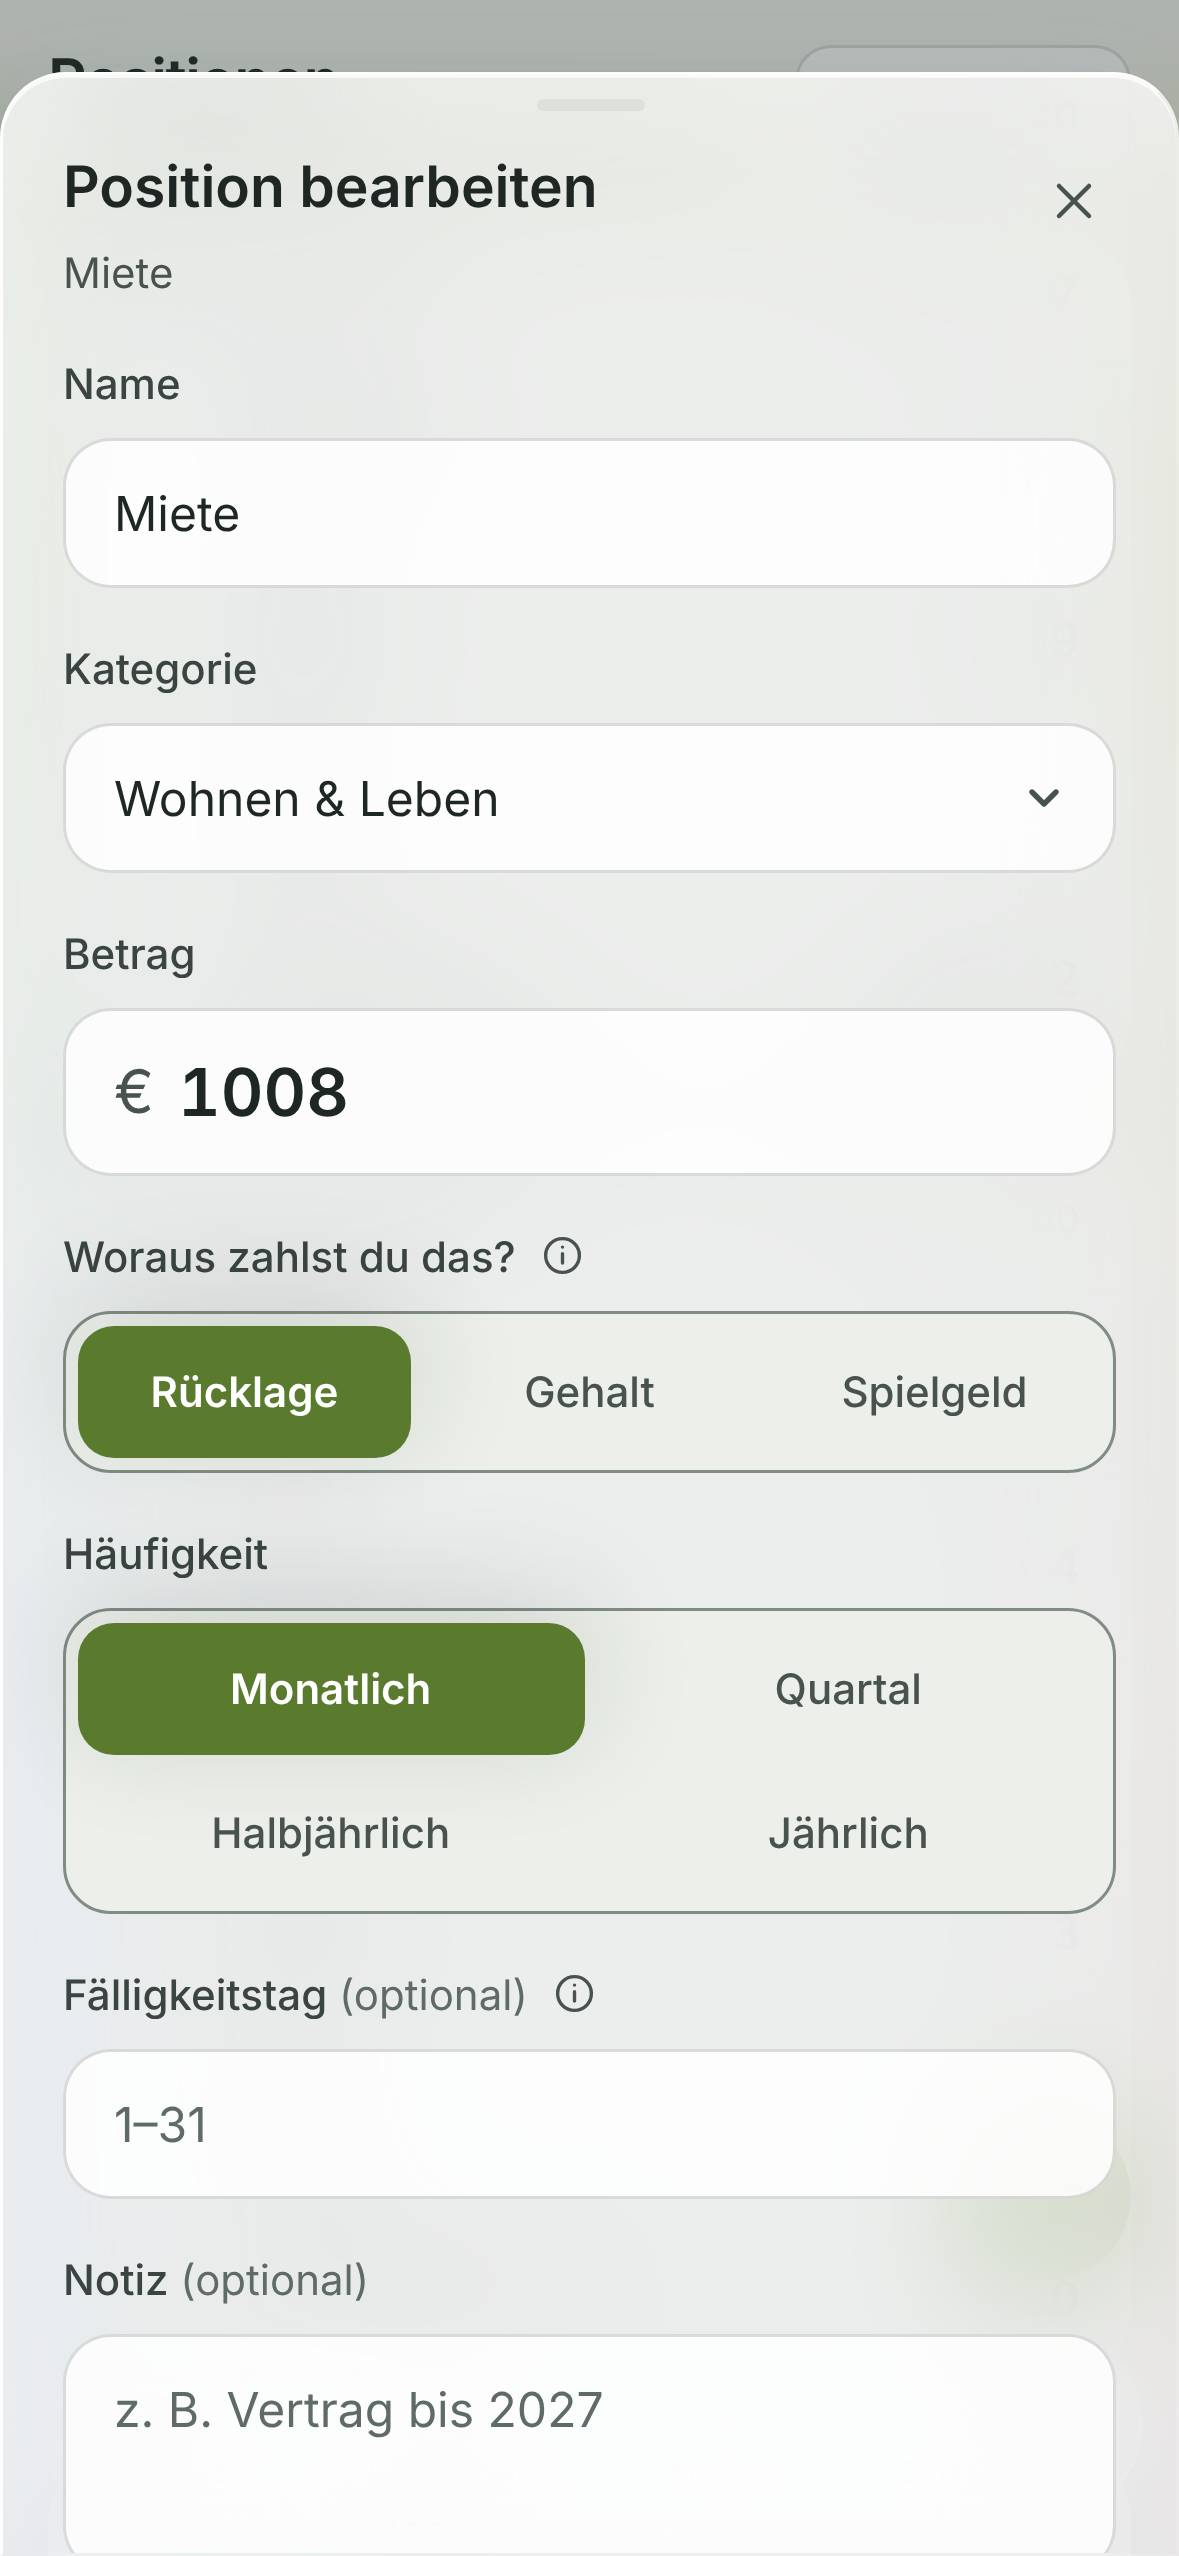 Positionen
Position bearbeiten
Miete
Name
Miete
Kategorie
Wohnen & Leben
Betrag
€ 1008
Woraus zahlst du das?
Rücklage Gehalt Spielgeld
Häufigkeit
Monatlich Quartal
Halbjährlich Jährlich
Fälligkeitstag (optional)
1–31
Notiz (optional)
z. B. Vertrag bis 2027